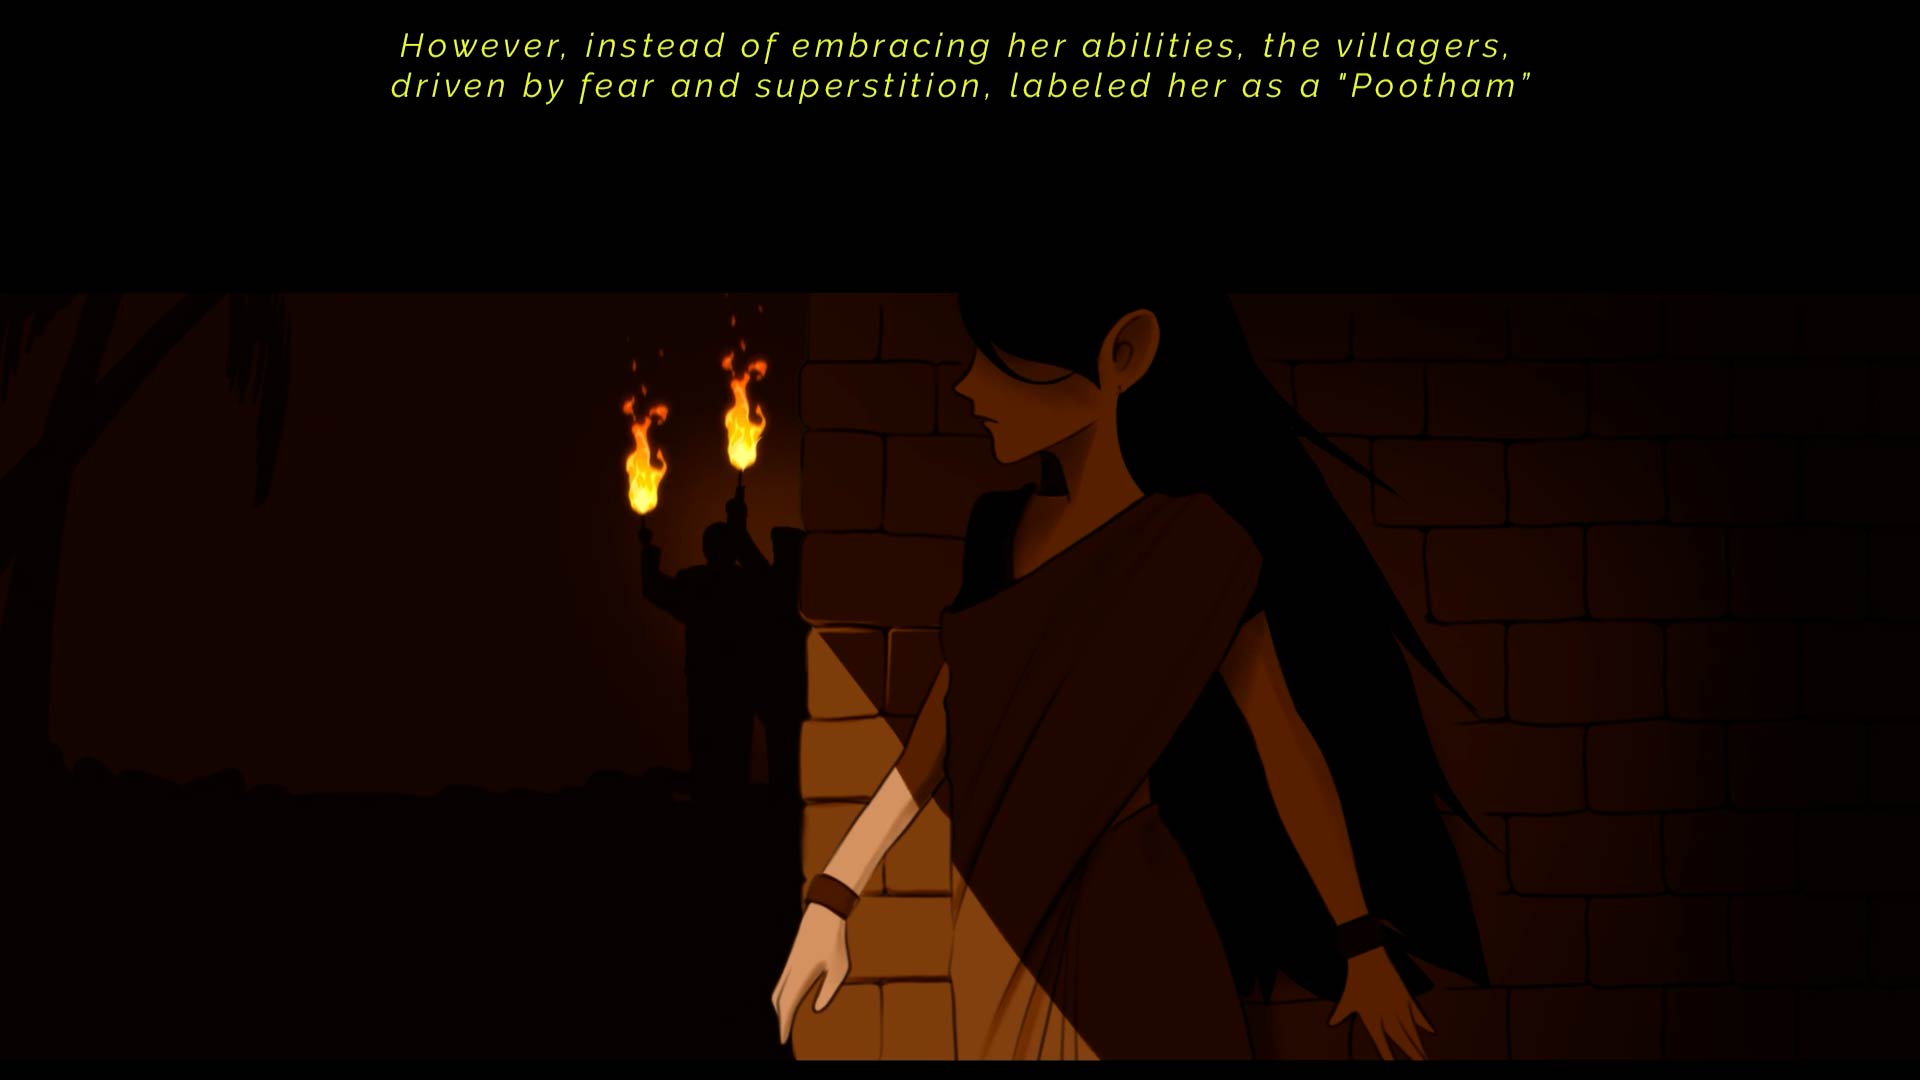 However, instead of embracing her abilities, the villagers,
driven by fear and superstition, labeled her as a "Pootham”